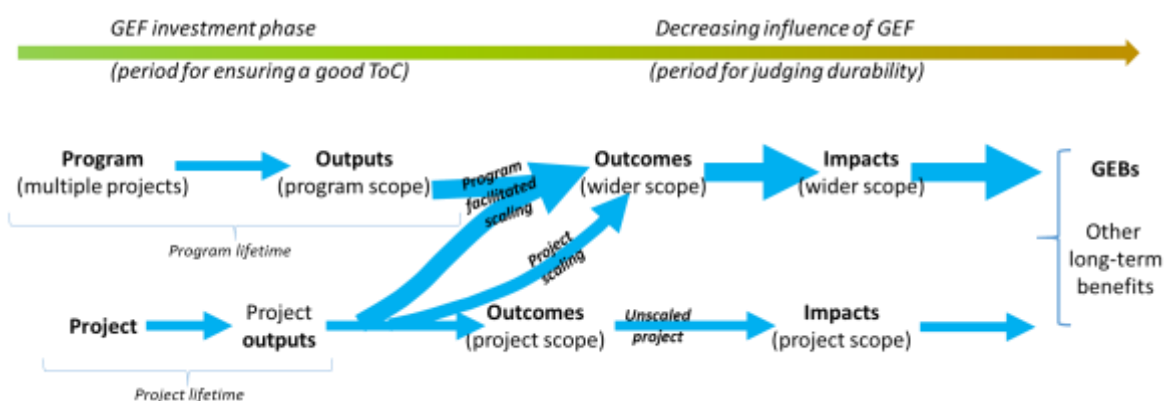 GEF investment phase
Decreasing influence of GEF
(period for ensuring a good ToC)
(period for judging durability)
Program
(multiple projects)
Outputs
(program scope)
Program
facilitated
scaling
Outcomes
(wider scope)
Impacts
(wider scope)
GEBs
Other
long-term
benefits
Program lifetime
Project
scaling
Project
Project
outputs
Outcomes
(project scope)
Unscaled
project
Impacts
(project scope)
Project lifetime